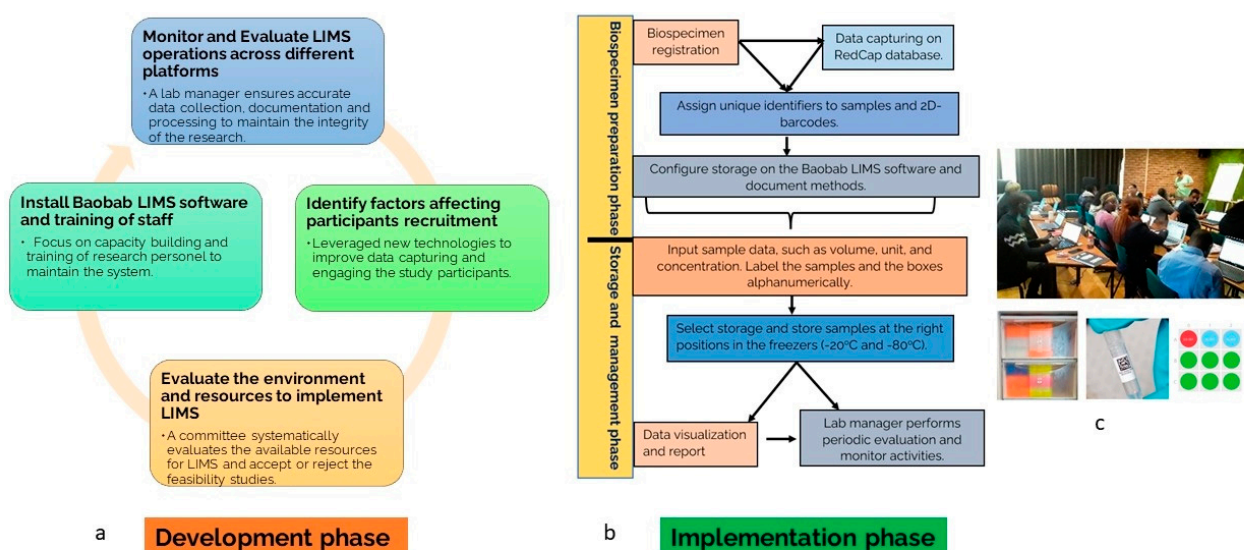 Monitor and Evaluate LIMS
operations across different
platforms
•A lab manager ensures accurate
data collection, documentation and
processing to maintain the integrity
of the research.
Install Baobab LIMS software
and training of staff
• Focus on capacity building and
training of research personel to
maintain the system.
Identify factors affecting
participants recruitment
•Leveraged new technologies to
improve data capturing and
engaging the study participants.
Evaluate the environment
and resources to implement
LIMS
•A committee systematically
evaluates the available resources
for LIMS and accept or reject the
feasibility studies.
a
Development phase
Biospecimen preparation phase
Storage and management phase
Biospecimen
registration
Data capturing on
RedCap database.
Assign unique identifiers to samples and 2D-
barcodes.
Configure storage on the Baobab LIMS software and
document methods.
Input sample data, such as volume, unit, and
concentration. Label the samples and the boxes
alphanumerically.
Select storage and store samples at the right
positions in the freezers (-20ºC and -80ºC).
Data visualization
and report
Lab manager performs
periodic evaluation and
monitor activities.
b
Implementation phase
c